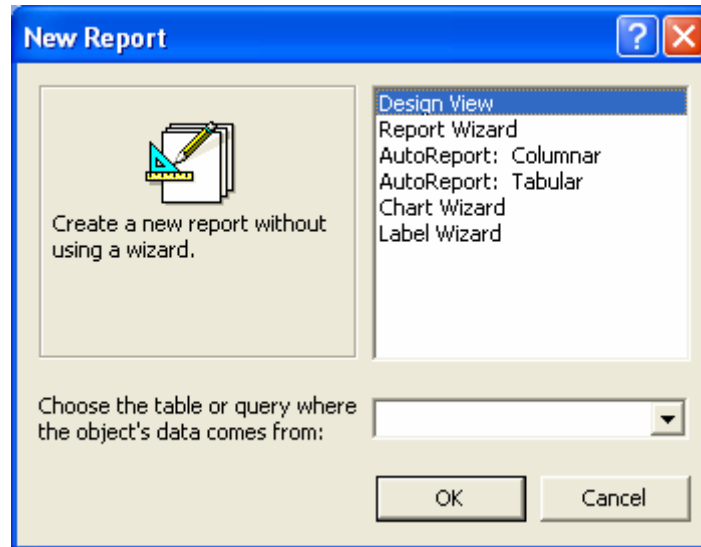 New Report
Create a new report without
using a wizard.
Design View
Report Wizard
AutoReport: Columnar
AutoReport: Tabular
Chart Wizard
Label Wizard
Choose the table or query where
the object's data comes from:
OK
Cancel